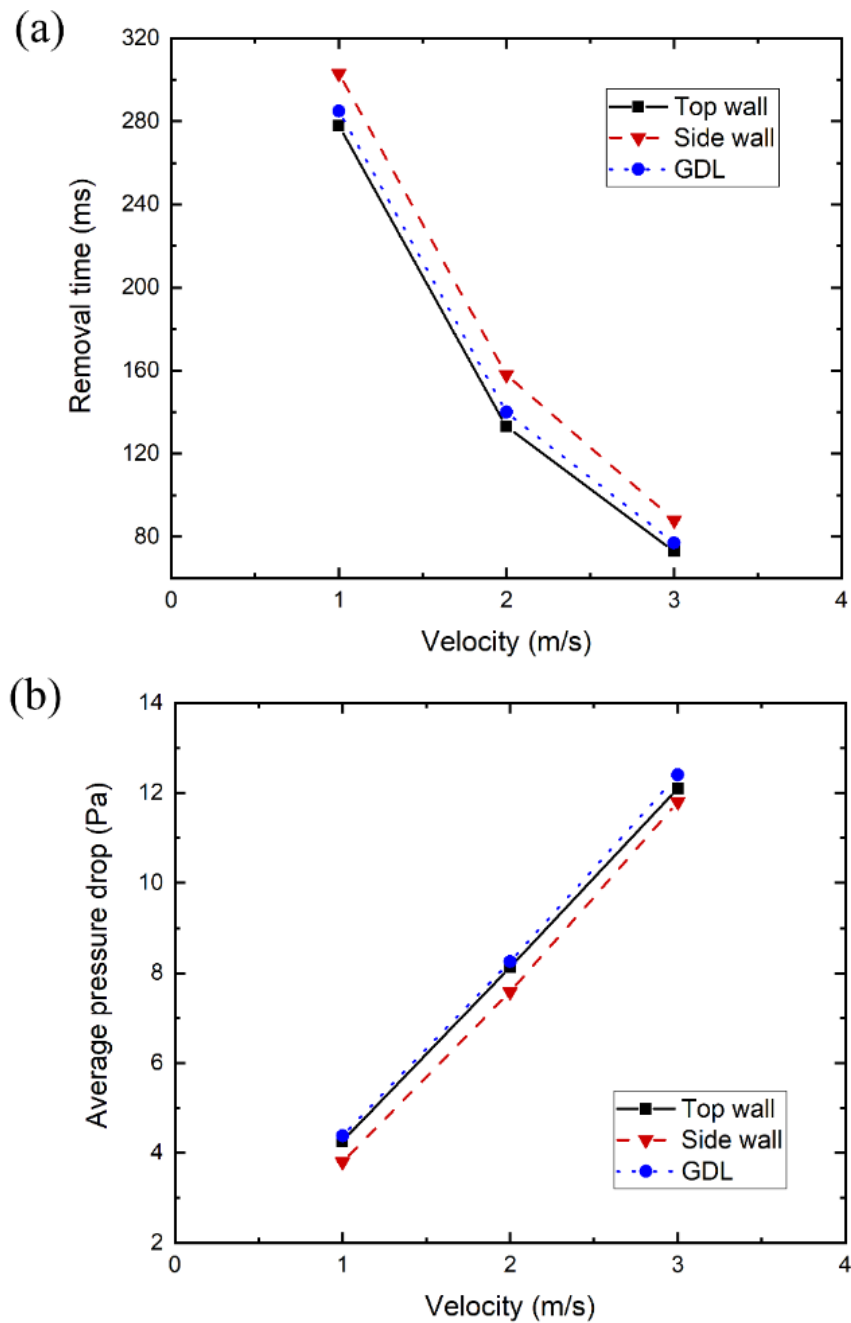 (a)
320
280
240
200
160
120
80
Removal time (ms)
Top wall
Side wall
GDL
0 1 2 3 4
Velocity (m/s)
(b)
14
12
10
8
6
4
2
Average pressure drop (Pa)
Top wall
Side wall
GDL
0 1 2 3 4
Velocity (m/s)